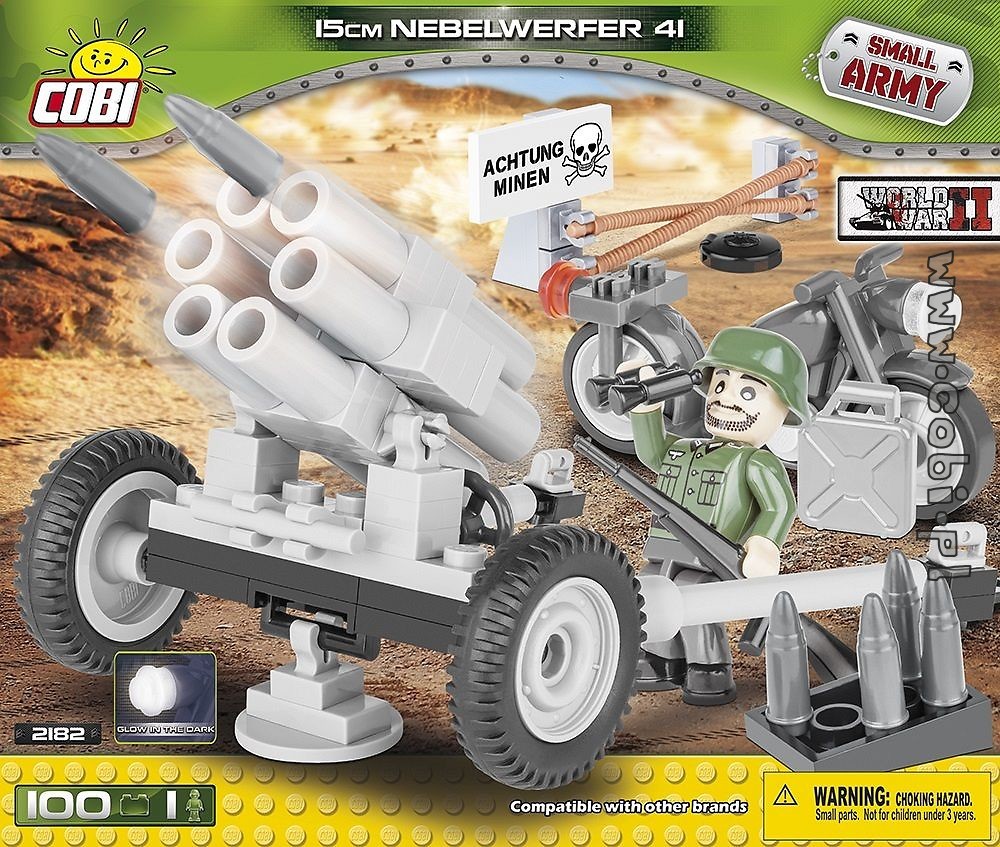 15cm NEBELWERFER 41
COBI
SMALL
ARMY
ACHTUNG
MINEN
WORLD
WAR II
www.cobi.pl
COBI
2182
GLOW IN THE DARK
100 1
Compatible with other brands
WARNING: CHOKING HAZARD.
Small parts. Not for children under 3 years.